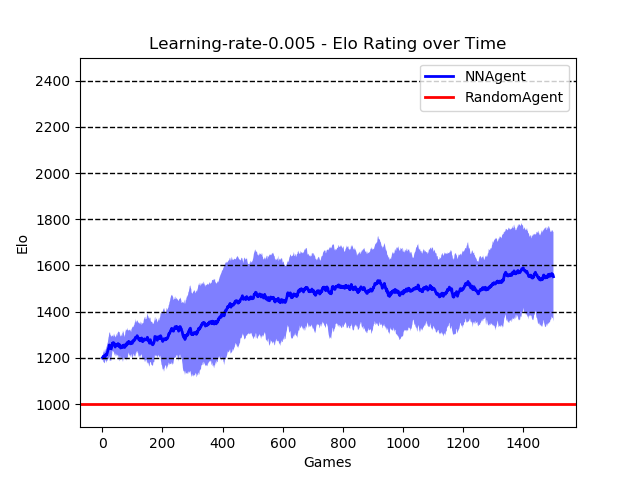 Learning-rate-0.005 - Elo Rating over Time
NNAgent
RandomAgent
2400
2200
2000
1800
1600
1400
1200
1000
Elo
0 200 400 600 800 1000 1200 1400
Games